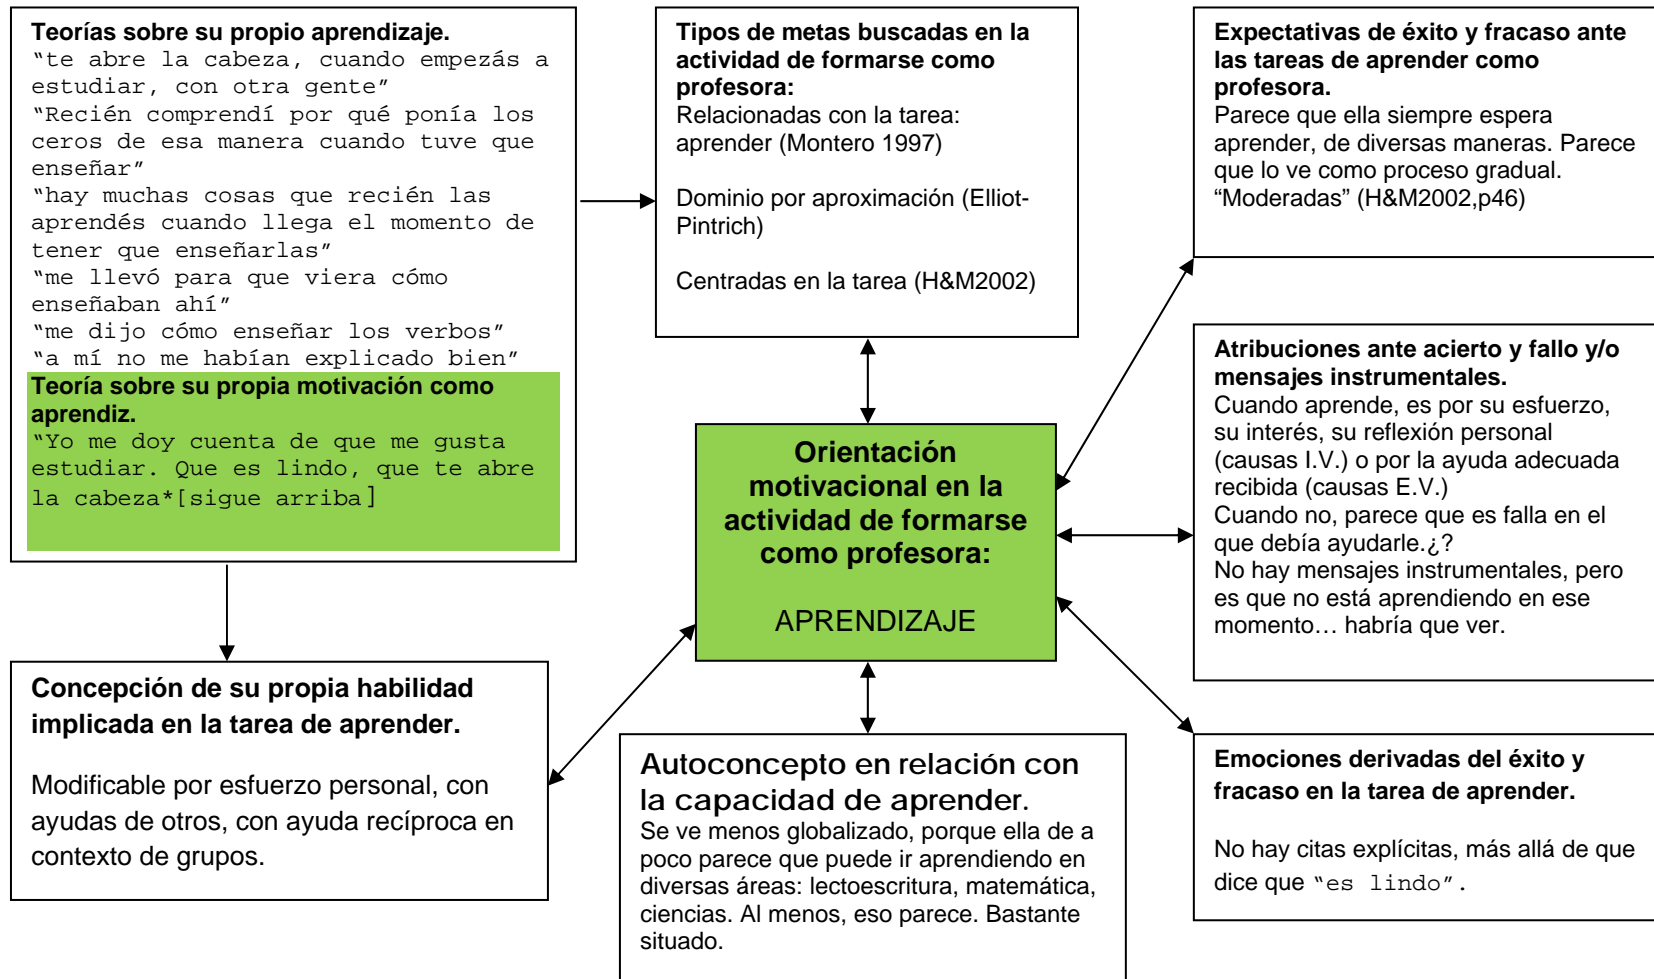 Teorías sobre su propio aprendizaje.
“te abre la cabeza, cuando empezás a
estudiar, con otra gente”
“Recién comprendí por qué ponía los
ceros de esa manera cuando tuve que
enseñar”
“hay muchas cosas que recién las
aprendés cuando llega el momento de
tener que enseñarlas”
“me llevó para que viera cómo
enseñaban ahí”
“me dijo cómo enseñar los verbos”
“a mí no me habían explicado bien”
Teoría sobre su propia motivación como
aprendiz.
“Yo me doy cuenta de que me gusta
estudiar. Que es lindo, que te abre
la cabeza*[sigue arriba]
Tipos de metas buscadas en la
actividad de formarse como
profesora:
Relacionadas con la tarea:
aprender (Montero 1997)
Dominio por aproximación (Elliot-
Pintrich)
Centradas en la tarea (H&M2002)
Expectativas de éxito y fracaso ante
las tareas de aprender como
profesora.
Parece que ella siempre espera
aprender, de diversas maneras. Parece
que lo ve como proceso gradual.
“Moderadas” (H&M2002,p46)
Atribuciones ante acierto y fallo y/o
mensajes instrumentales.
Cuando aprende, es por su esfuerzo,
su interés, su reflexión personal
(causas I.V.) o por la ayuda adecuada
recibida (causas E.V.)
Cuando no, parece que es falla en el
que debía ayudarle.¿?
No hay mensajes instrumentales, pero
es que no está aprendiendo en ese
momento… habría que ver.
Orientación
motivacional en la
actividad de formarse
como profesora:
APRENDIZAJE
Concepción de su propia habilidad
implicada en la tarea de aprender.
Modificable por esfuerzo personal, con
ayudas de otros, con ayuda recíproca en
contexto de grupos.
Autoconcepto en relación con
la capacidad de aprender.
Se ve menos globalizado, porque ella de a
poco parece que puede ir aprendiendo en
diversas áreas: lectoescritura, matemática,
ciencias. Al menos, eso parece. Bastante
situado.
Emociones derivadas del éxito y
fracaso en la tarea de aprender.
No hay citas explícitas, más allá de que
dice que “es lindo”.